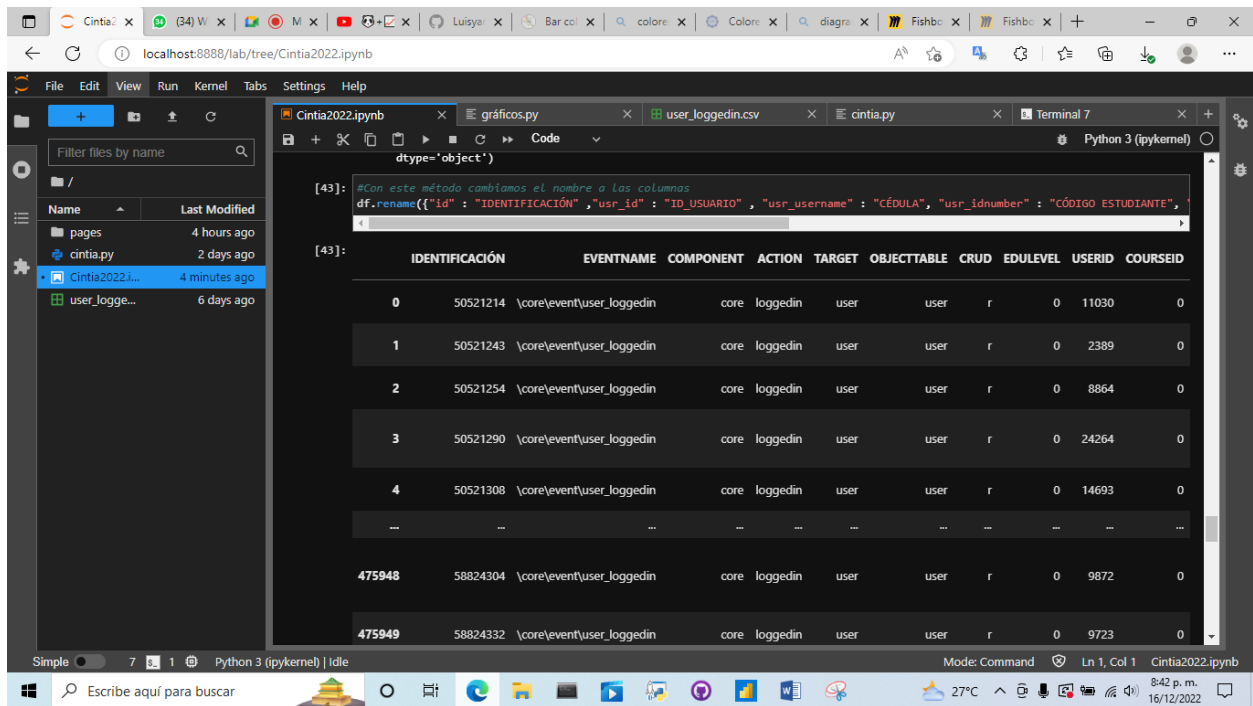 Cintia2
(34) W
M
Luisyar
Bar col
colore
Colore
diagra
Fishbo
Fishbo
localhost:8888/lab/tree/Cintia2022.ipynb
File Edit View Run Kernel Tabs Settings Help
Filter files by name
/
Name Last Modified
pages 4 hours ago
cintia.py 2 days ago
Cintia2022.i... 4 minutes ago
user_logge... 6 days ago
Cintia2022.ipynb gráficos.py user_loggedin.csv cintia.py Terminal 7
Code Python 3 (ipykernel)
dtype='object')
[43]: #Con este método cambiamos el nombre a las columnas
df.rename({"id" : "IDENTIFICACIÓN" ,"usr_id" : "ID_USUARIO" , "usr_username" : "CÉDULA", "usr_idnumber" : "CÓDIGO ESTUDIANTE", "
[43]:
IDENTIFICACIÓN EVENTNAME COMPONENT ACTION TARGET OBJECTTABLE CRUD EDULEVEL USERID COURSEID
0 50521214 \core\event\user_loggedin core loggedin user user r 0 11030 0
1 50521243 \core\event\user_loggedin core loggedin user user r 0 2389 0
2 50521254 \core\event\user_loggedin core loggedin user user r 0 8864 0
3 50521290 \core\event\user_loggedin core loggedin user user r 0 24264 0
4 50521308 \core\event\user_loggedin core loggedin user user r 0 14693 0
... ... ... ... ... ... ... ... ... ... ...
475948 58824304 \core\event\user_loggedin core loggedin user user r 0 9872 0
475949 58824332 \core\event\user_loggedin core loggedin user user r 0 9723 0
Simple 7 1 Python 3 (ipykernel) | Idle Mode: Command Ln 1, Col 1 Cintia2022.ipynb
Escribe aquí para buscar
27°C
8:42 p. m.
16/12/2022